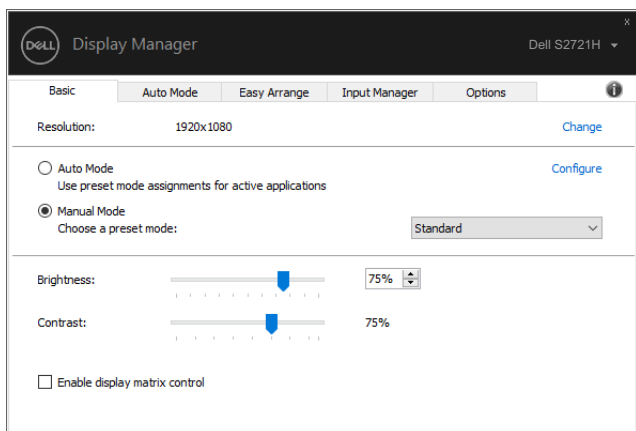 x
DELL Display Manager Dell S2721H
Basic Auto Mode Easy Arrange Input Manager Options i
Resolution: 1920x1080 Change
Auto Mode Configure
Use preset mode assignments for active applications
Manual Mode
Choose a preset mode: Standard
Brightness: 75%
Contrast: 75%
Enable display matrix control